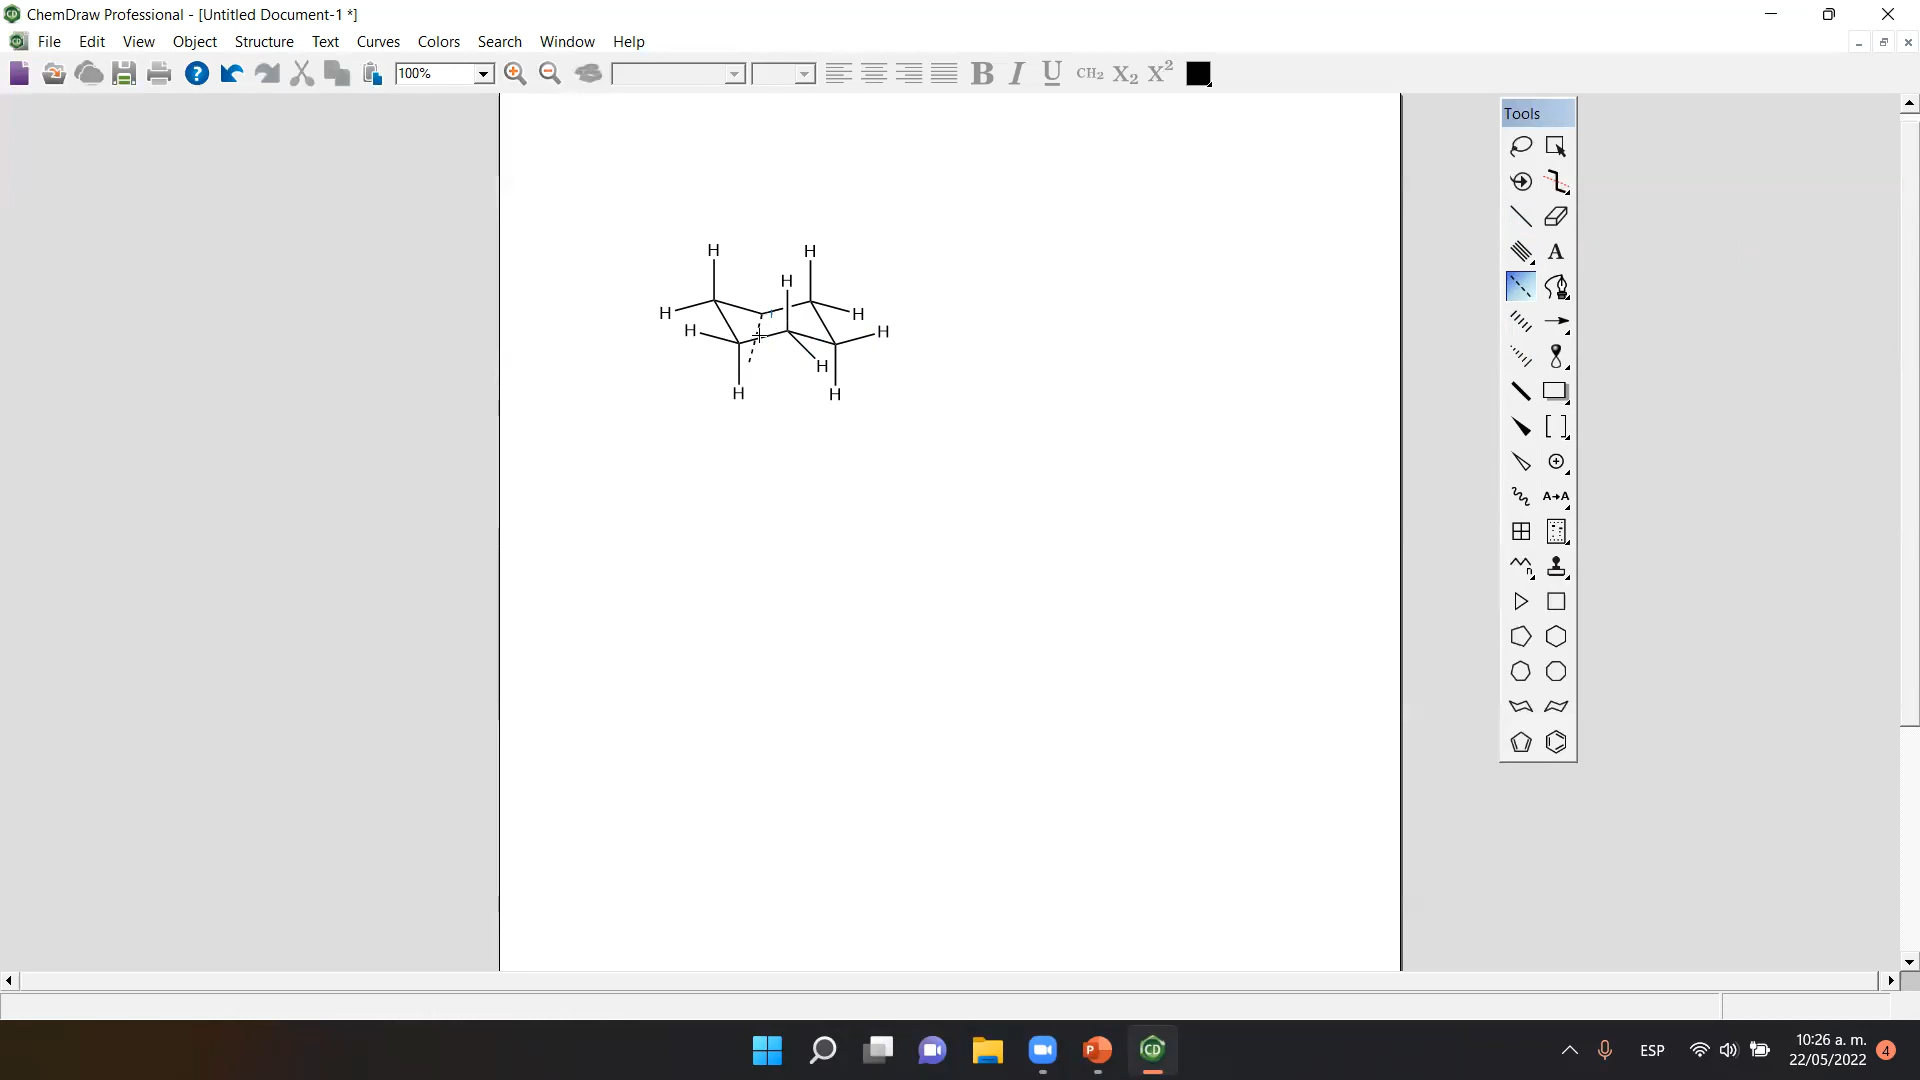 ChemDraw Professional - [Untitled Document-1 *]
File Edit View Object Structure Text Curves Colors Search Window Help
100%
B I U CH₂ X₂ X²
Tools
A
A→A
n
H H
H
H H
H H
H
H H
P CD
ESP
10:26 a. m.
22/05/2022
4